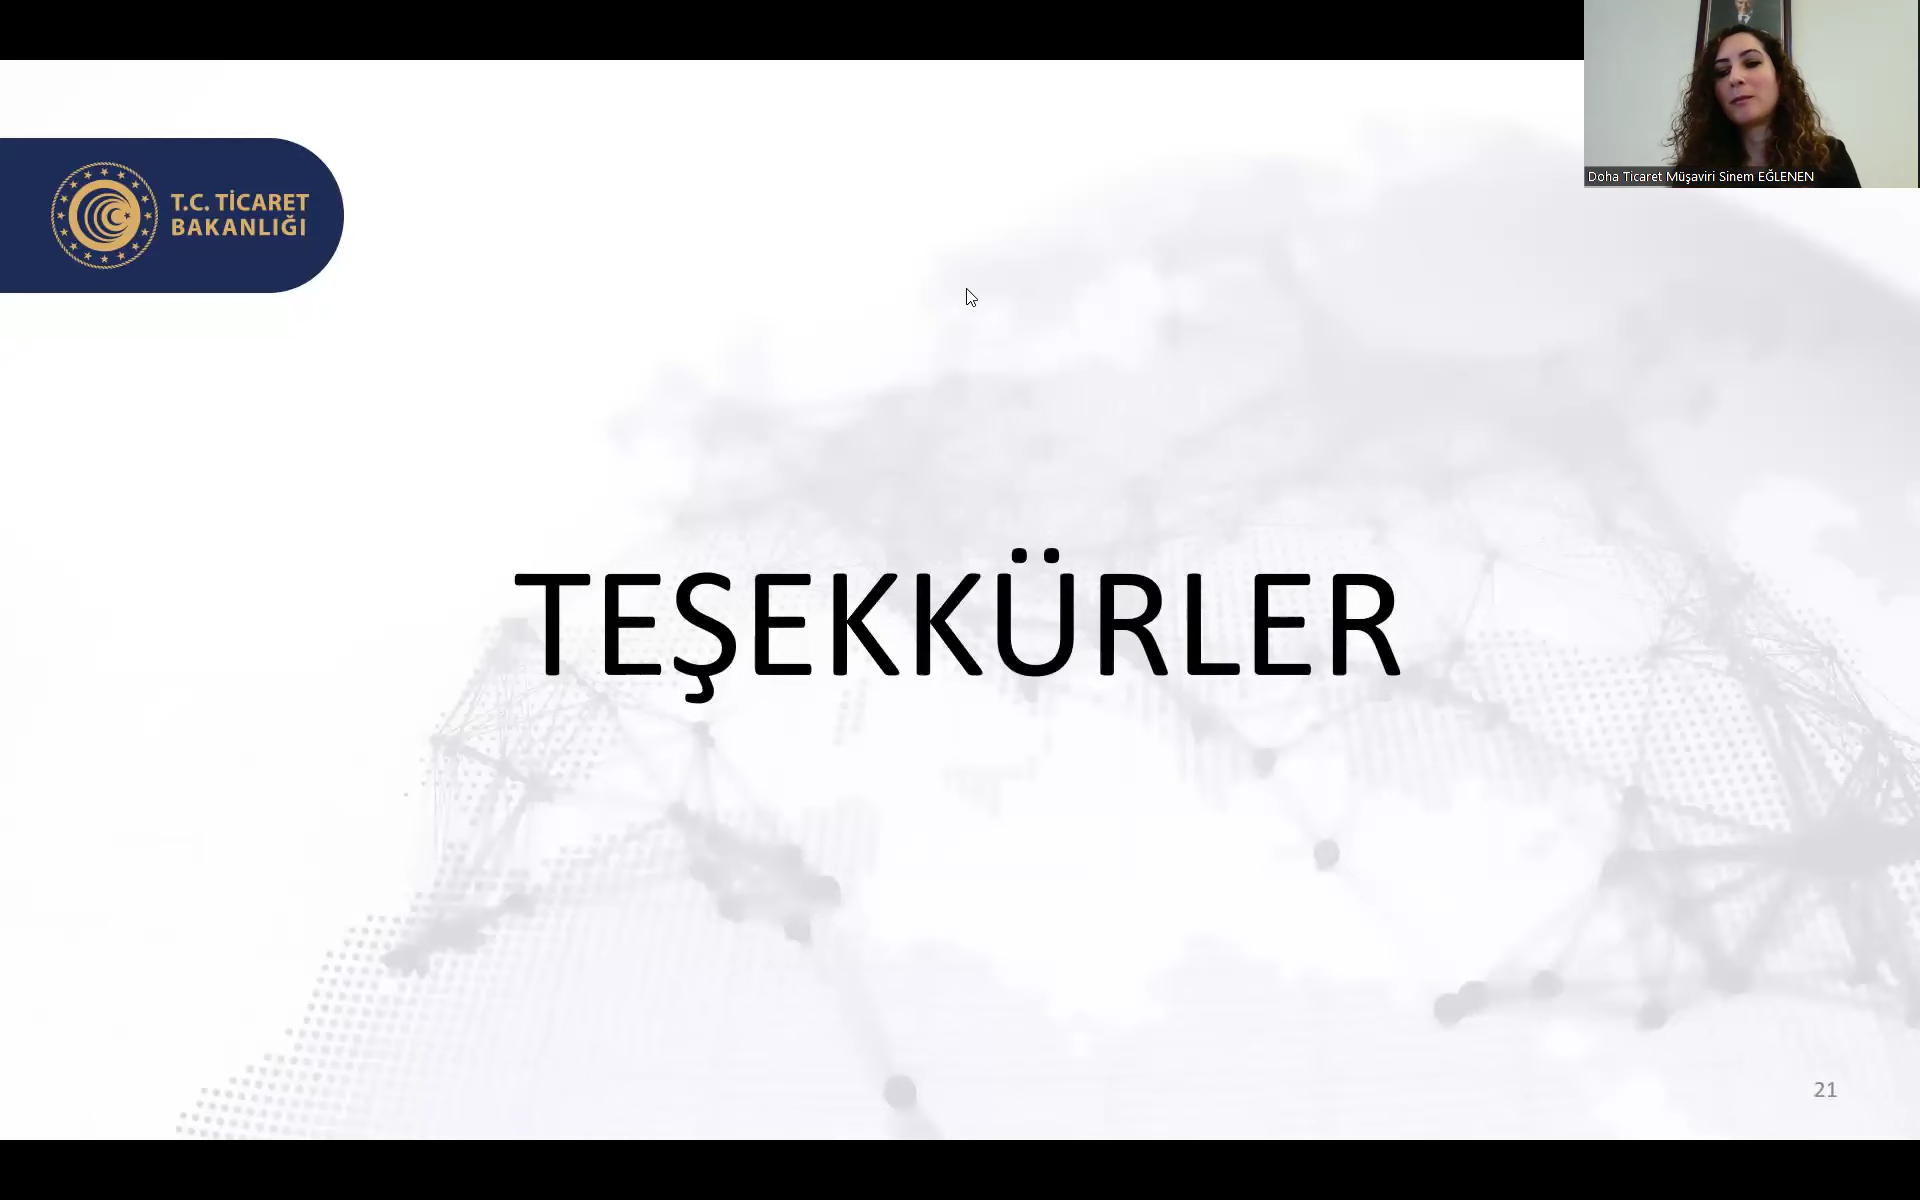 Doha Ticaret Müşaviri Sinem EĞLENEN
T.C. TİCARET
BAKANLIĞI
TEŞEKKÜRLER
21